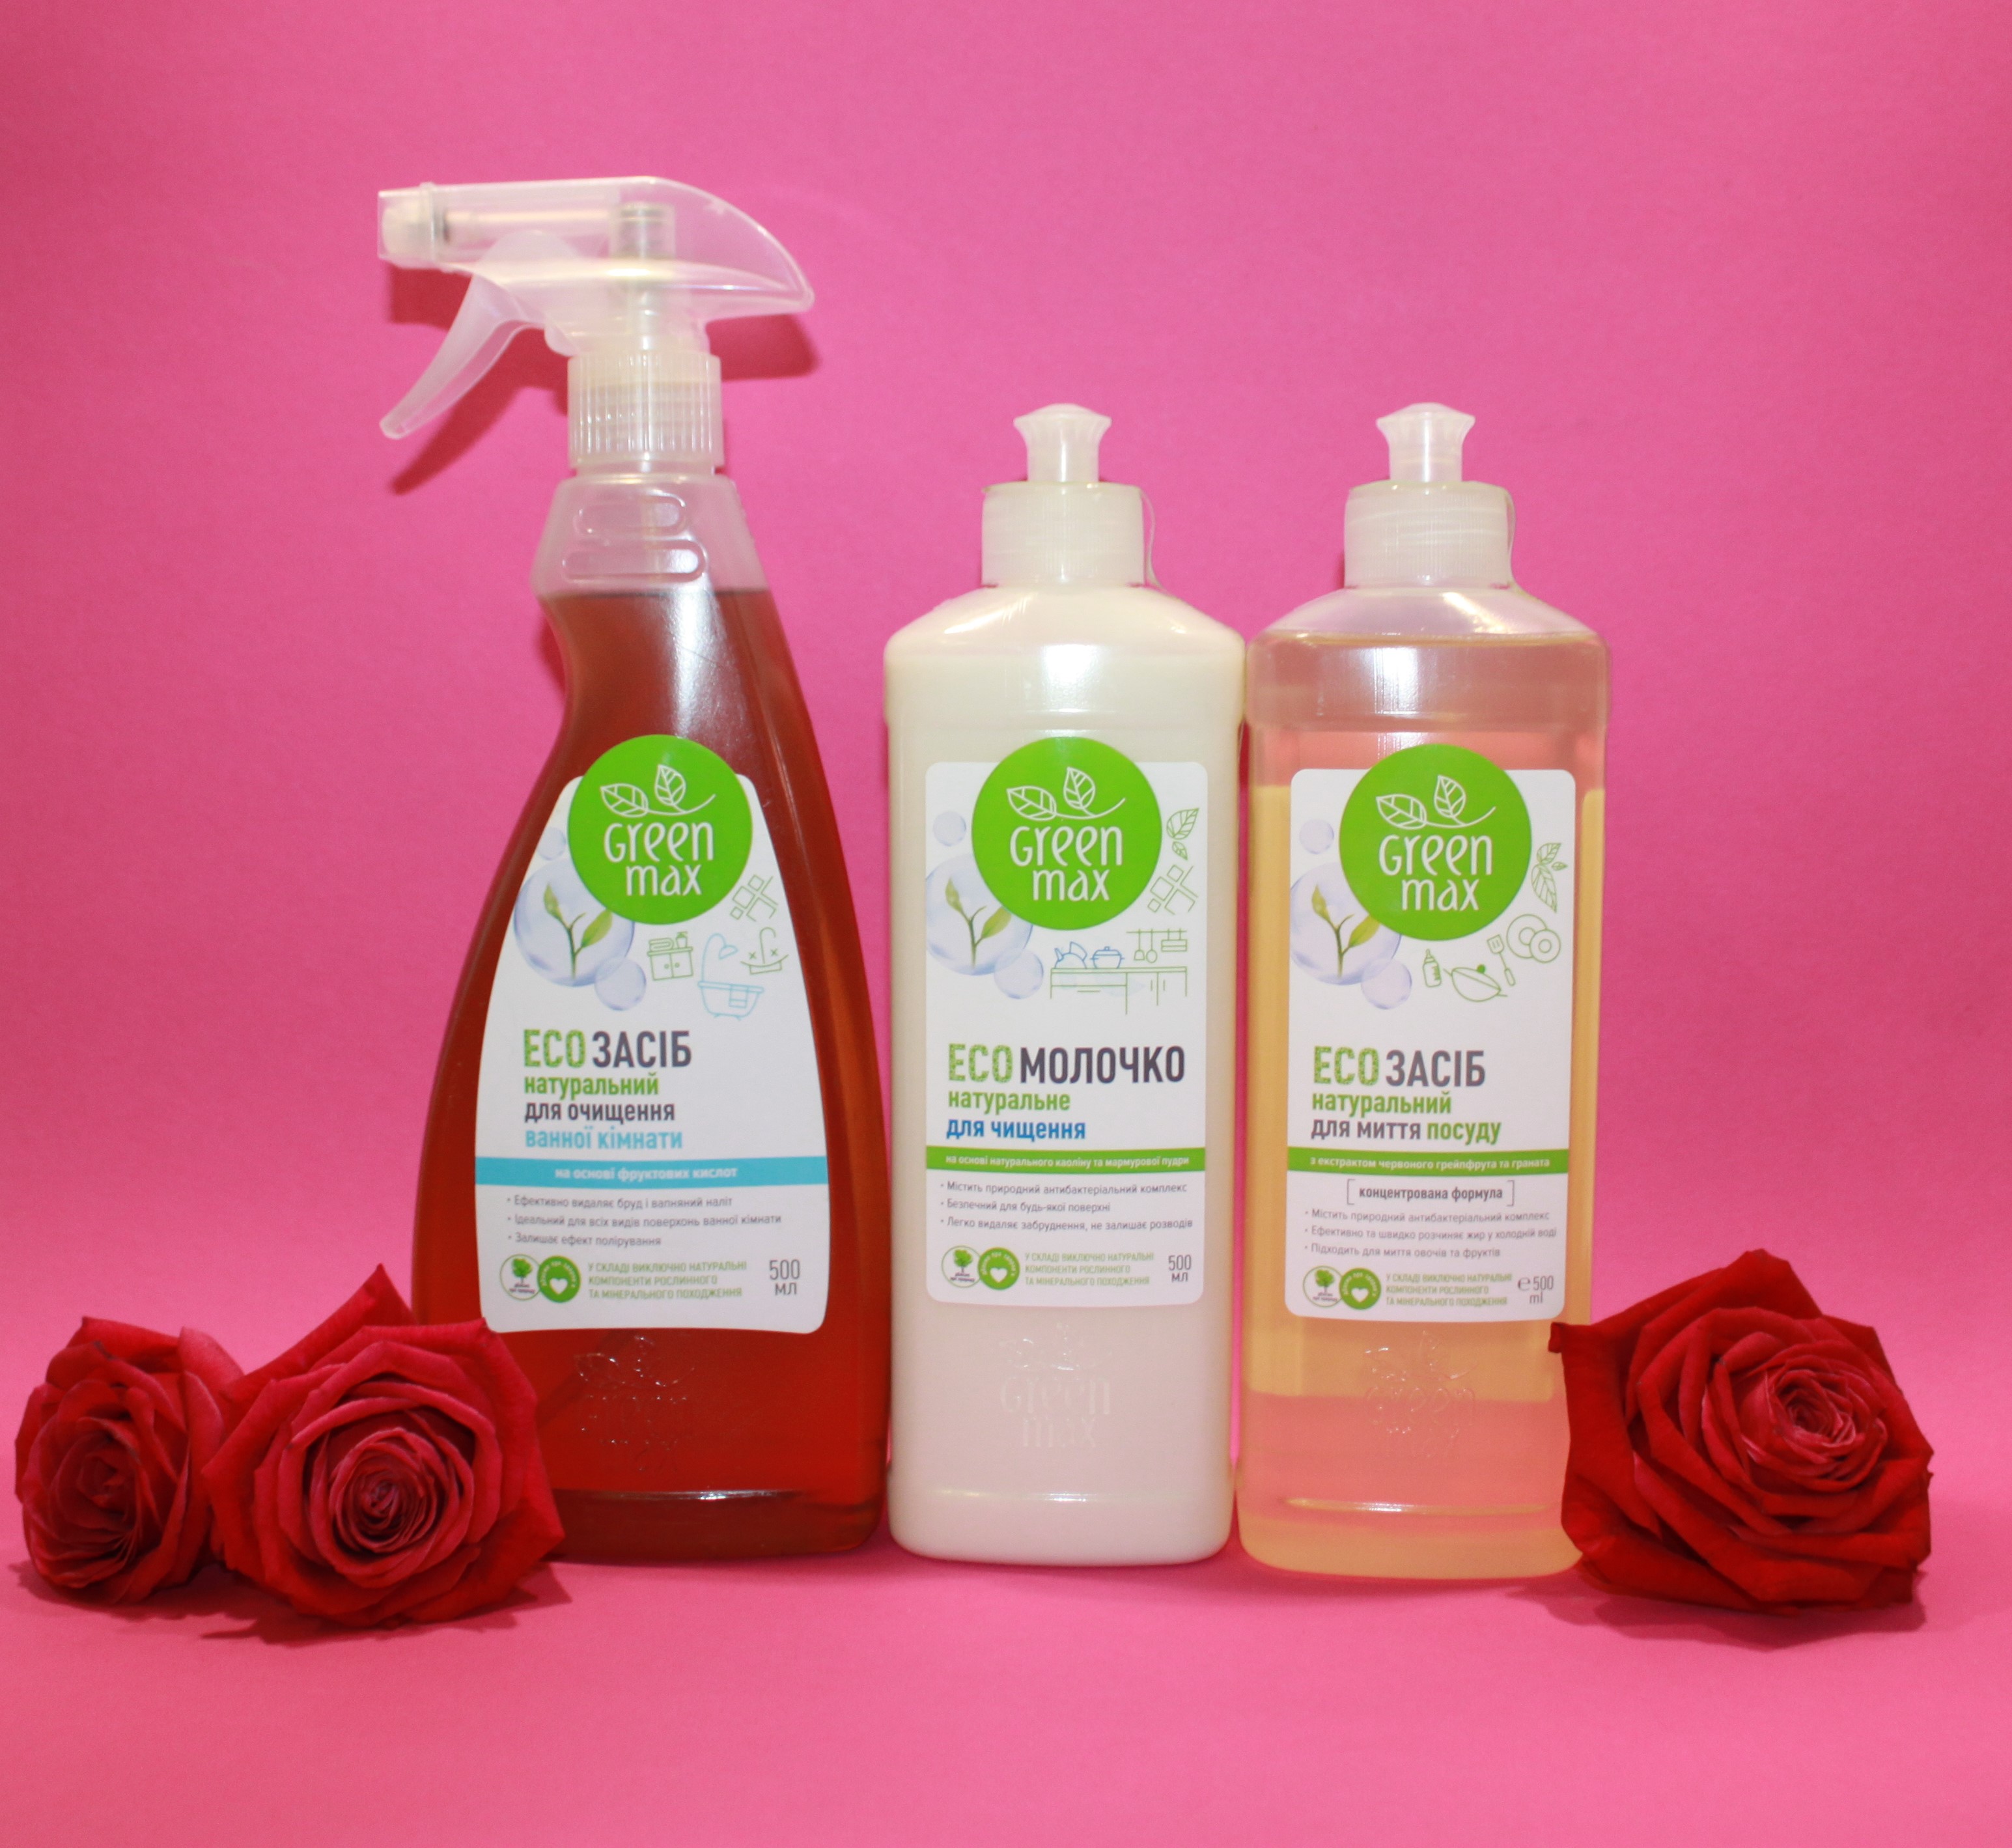 Green
max
ECO ЗАСІБ
натуральний
для очищення
ванної кімнати
на основі фруктових кислот
• Ефективно видаляє бруд і вапняний наліт
• Ідеальний для всіх видів поверхонь ванної кімнати
• Залишає ефект полірування
У СКЛАДІ ВИКЛЮЧНО НАТУРАЛЬНІ
КОМПОНЕНТИ РОСЛИННОГО
ТА МІНЕРАЛЬНОГО ПОХОДЖЕННЯ
500
МЛ
Green
max
ECO МОЛОЧКО
натуральне
для чищення
на основі натурального каоліну та мармурової пудри
• Містить природний антибактеріальний комплекс
• Безпечний для будь-якої поверхні
• Легко видаляє забруднення, не залишає розводів
У СКЛАДІ ВИКЛЮЧНО НАТУРАЛЬНІ
КОМПОНЕНТИ РОСЛИННОГО
ТА МІНЕРАЛЬНОГО ПОХОДЖЕННЯ
500
МЛ
Green
max
Green
max
ECO ЗАСІБ
натуральний
для миття посуду
з екстрактом червоного грейпфрута та граната
[концентрована формула]
• Містить природний антибактеріальний комплекс
• Ефективно та швидко розчиняє жир у холодній воді
• Підходить для миття овочів та фруктів
У СКЛАДІ ВИКЛЮЧНО НАТУРАЛЬНІ
КОМПОНЕНТИ РОСЛИННОГО
ТА МІНЕРАЛЬНОГО ПОХОДЖЕННЯ
℮500
ml